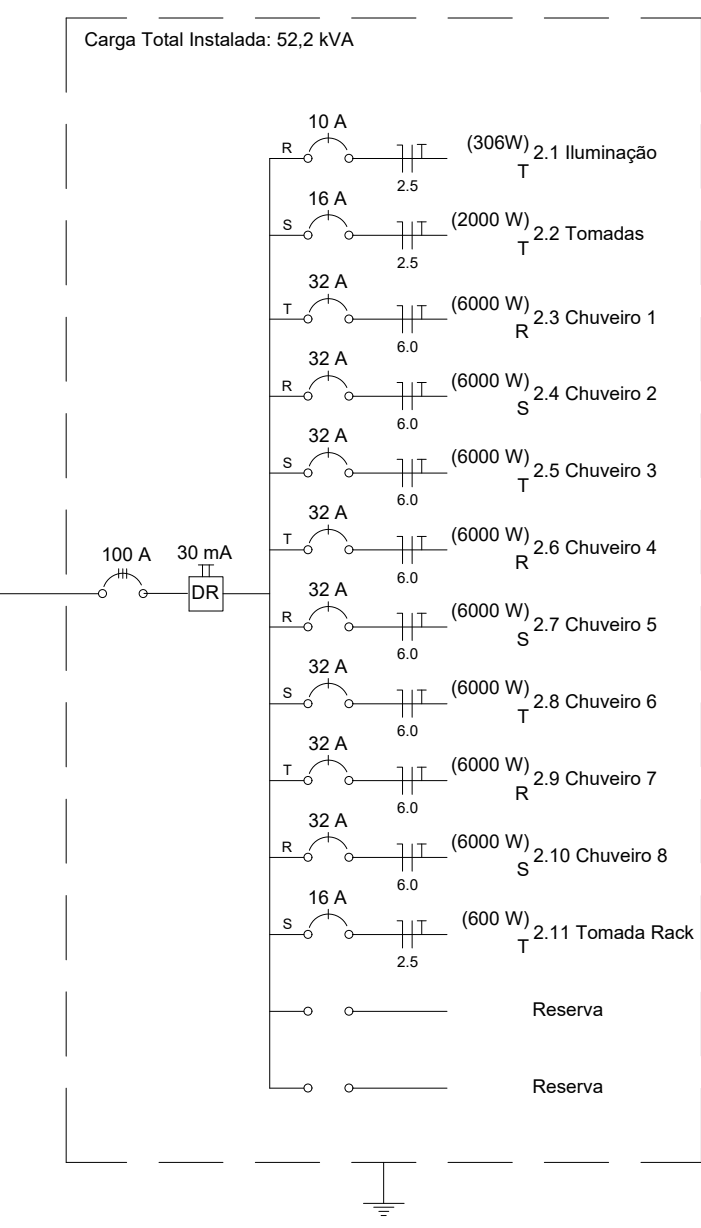 Carga Total Instalada: 52,2 kVA
10 A
R
(306W)
T
2.1 Iluminação
2.5
16 A
S
(2000 W)
T
2.2 Tomadas
2.5
32 A
T
(6000 W)
R
2.3 Chuveiro 1
6.0
32 A
R
(6000 W)
S
2.4 Chuveiro 2
6.0
32 A
S
(6000 W)
T
2.5 Chuveiro 3
6.0
32 A
T
(6000 W)
R
2.6 Chuveiro 4
6.0
100 A
30 mA
DR
32 A
R
(6000 W)
S
2.7 Chuveiro 5
6.0
32 A
S
(6000 W)
T
2.8 Chuveiro 6
6.0
32 A
T
(6000 W)
R
2.9 Chuveiro 7
6.0
32 A
R
(6000 W)
S
2.10 Chuveiro 8
6.0
16 A
S
(600 W)
T
2.11 Tomada Rack
2.5
Reserva
Reserva